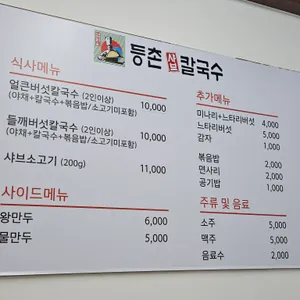 등촌 샤브 칼국수
식사메뉴
얼큰버섯칼국수 (2인이상) 10,000
(야채+칼국수+볶음밥/소고기미포함)
들깨버섯칼국수 (2인이상) 10,000
(야채+칼국수+볶음밥/소고기미포함)
샤브소고기 (200g) 11,000
사이드메뉴
왕만두 6,000
물만두 5,000
추가메뉴
미나리+느타리버섯 4,000
느타리버섯 5,000
감자 1,000
볶음밥 2,000
면사리 2,000
공기밥 1,000
주류 및 음료
소주 5,000
맥주 5,000
음료수 2,000